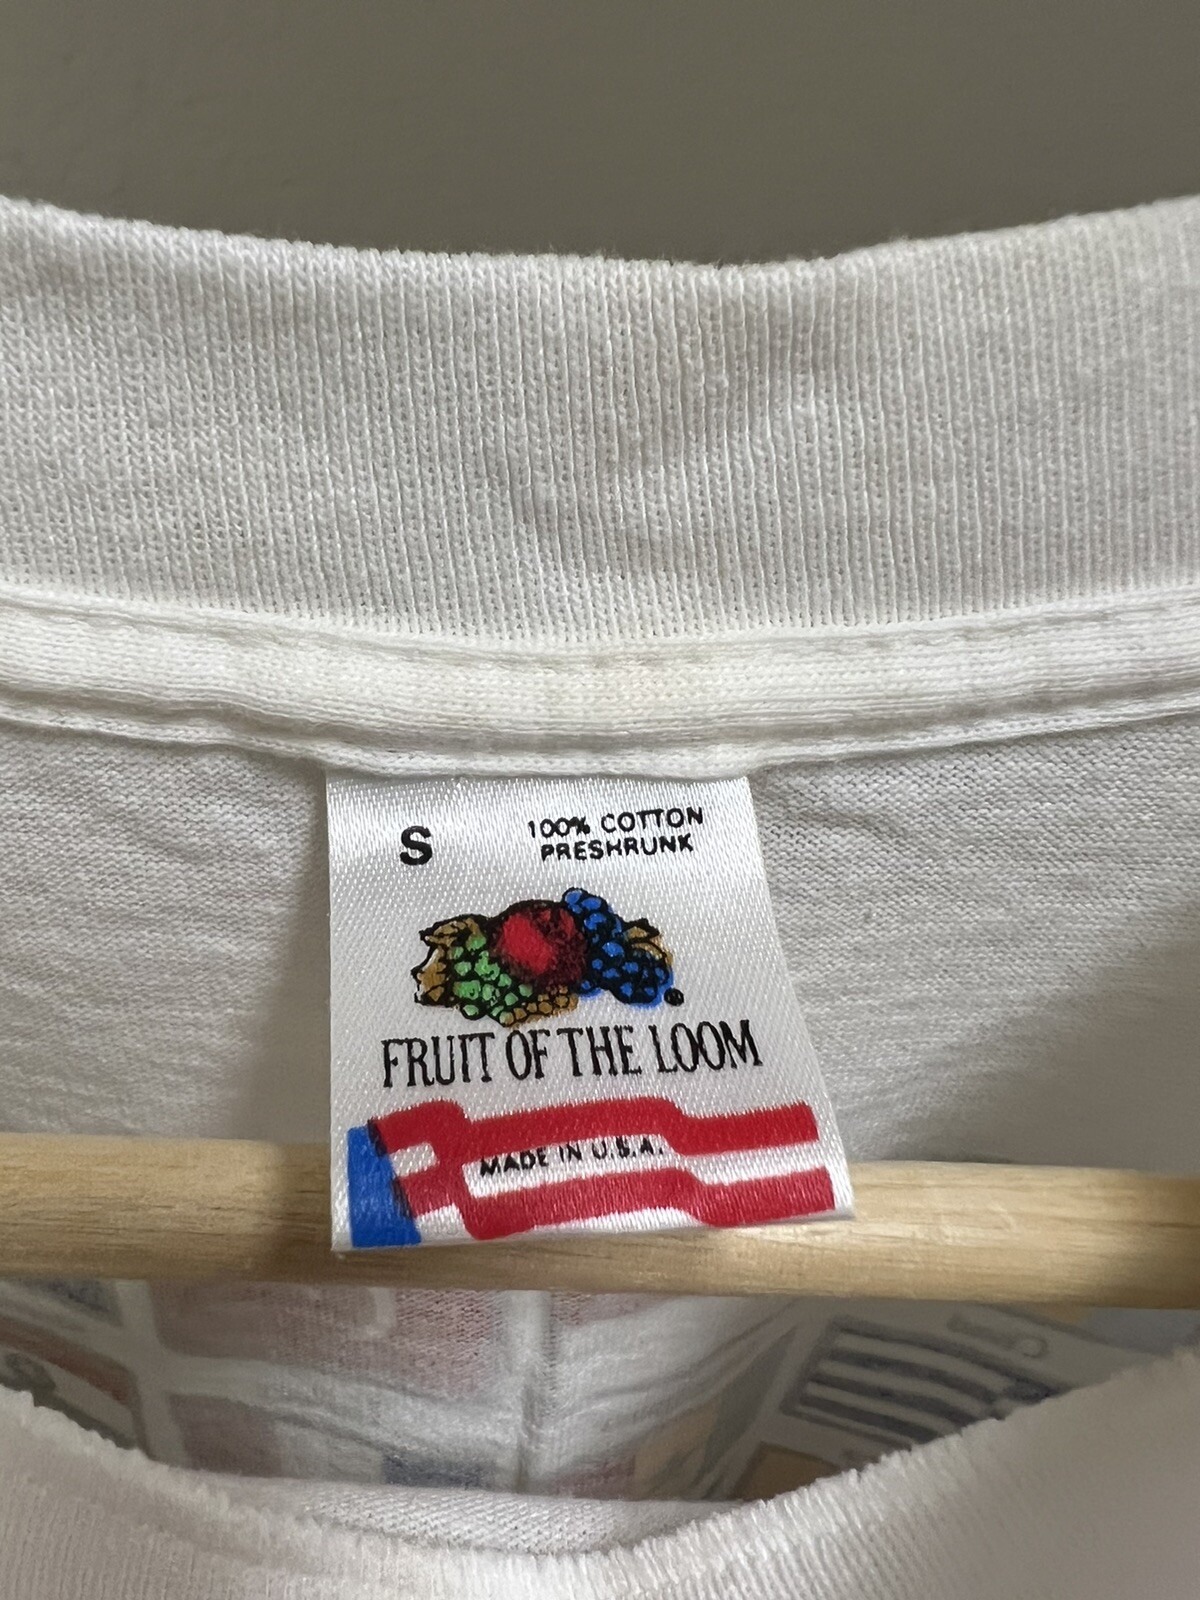 S
100% COTTON
PRESHRUNK
®
FRUIT OF THE LOOM
MADE IN U.S.A.